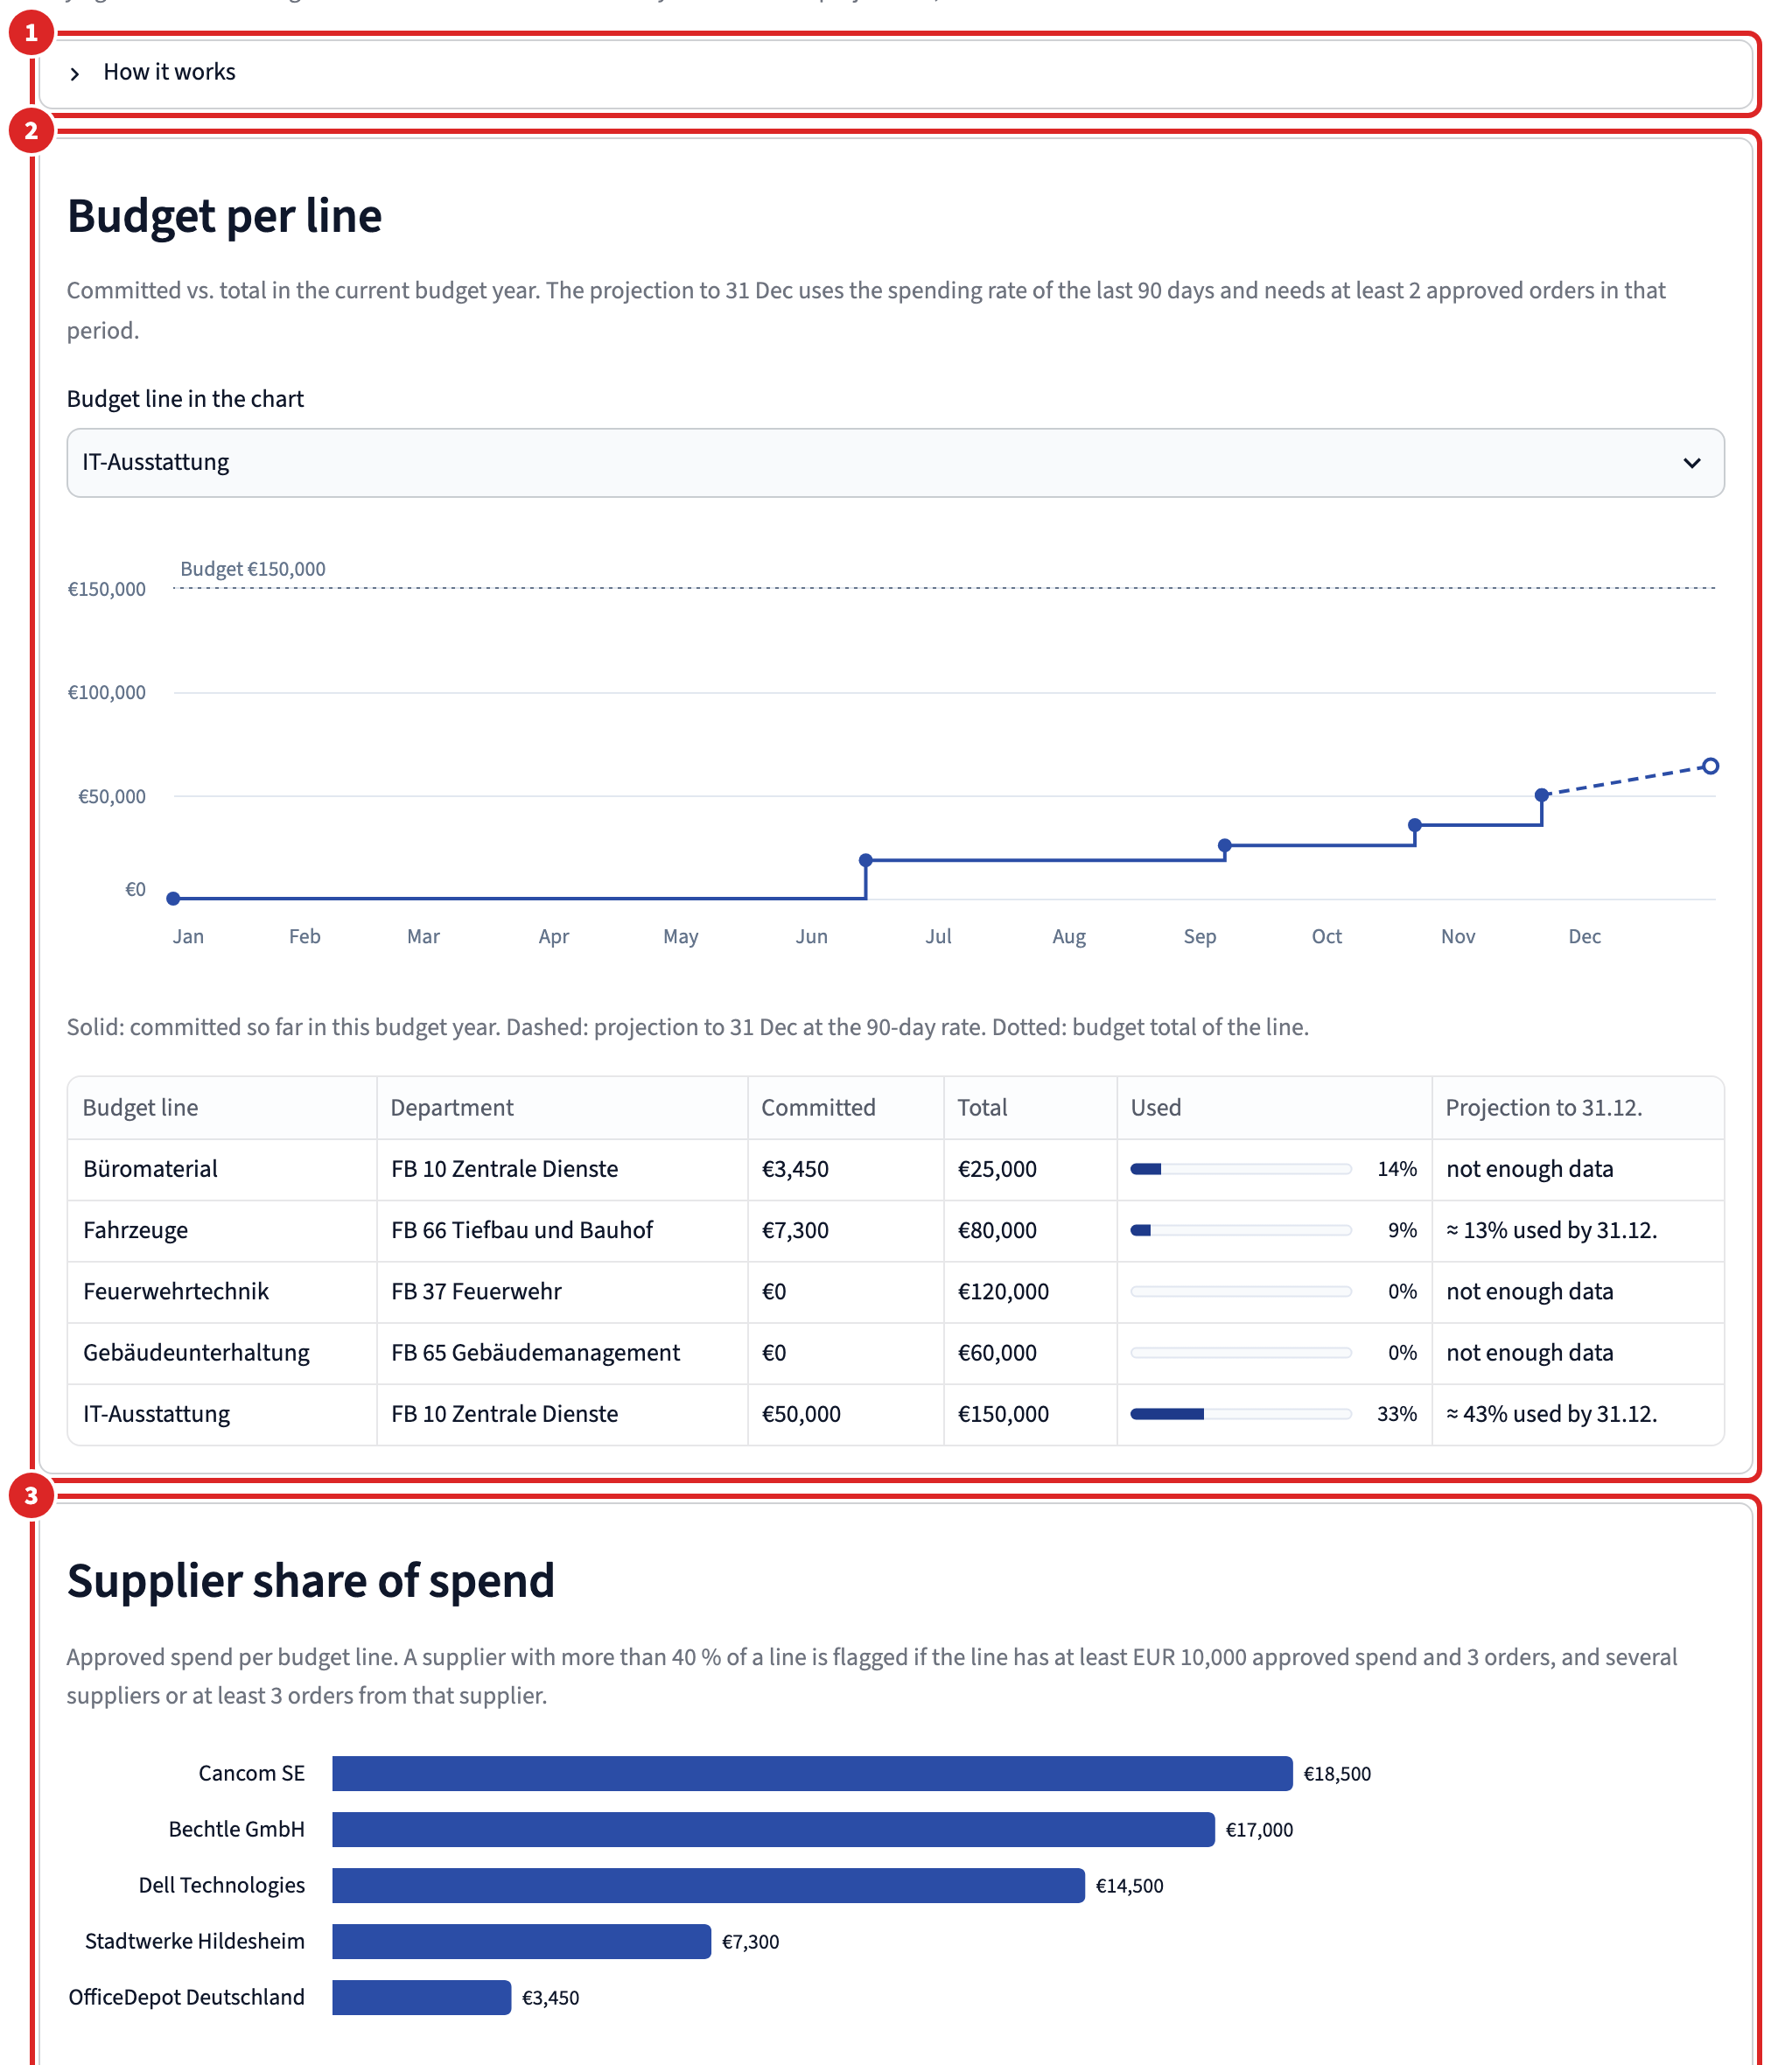 1
How it works
2
Budget per line
Committed vs. total in the current budget year. The projection to 31 Dec uses the spending rate of the last 90 days and needs at least 2 approved orders in that
period.
Budget line in the chart
IT-Ausstattung
Budget €150,000
€150,000
€100,000
€50,000
€0
Jan Feb Mar Apr May Jun Jul Aug Sep Oct Nov Dec
Solid: committed so far in this budget year. Dashed: projection to 31 Dec at the 90-day rate. Dotted: budget total of the line.
Budget line Department Committed Total Used Projection to 31.12.
Büromaterial FB 10 Zentrale Dienste €3,450 €25,000 14% not enough data
Fahrzeuge FB 66 Tiefbau und Bauhof €7,300 €80,000 9% ≈ 13% used by 31.12.
Feuerwehrtechnik FB 37 Feuerwehr €0 €120,000 0% not enough data
Gebäudeunterhaltung FB 65 Gebäudemanagement €0 €60,000 0% not enough data
IT-Ausstattung FB 10 Zentrale Dienste €50,000 €150,000 33% ≈ 43% used by 31.12.
3
Supplier share of spend
Approved spend per budget line. A supplier with more than 40 % of a line is flagged if the line has at least EUR 10,000 approved spend and 3 orders, and several
suppliers or at least 3 orders from that supplier.
Cancom SE €18,500
Bechtle GmbH €17,000
Dell Technologies €14,500
Stadtwerke Hildesheim €7,300
OfficeDepot Deutschland €3,450